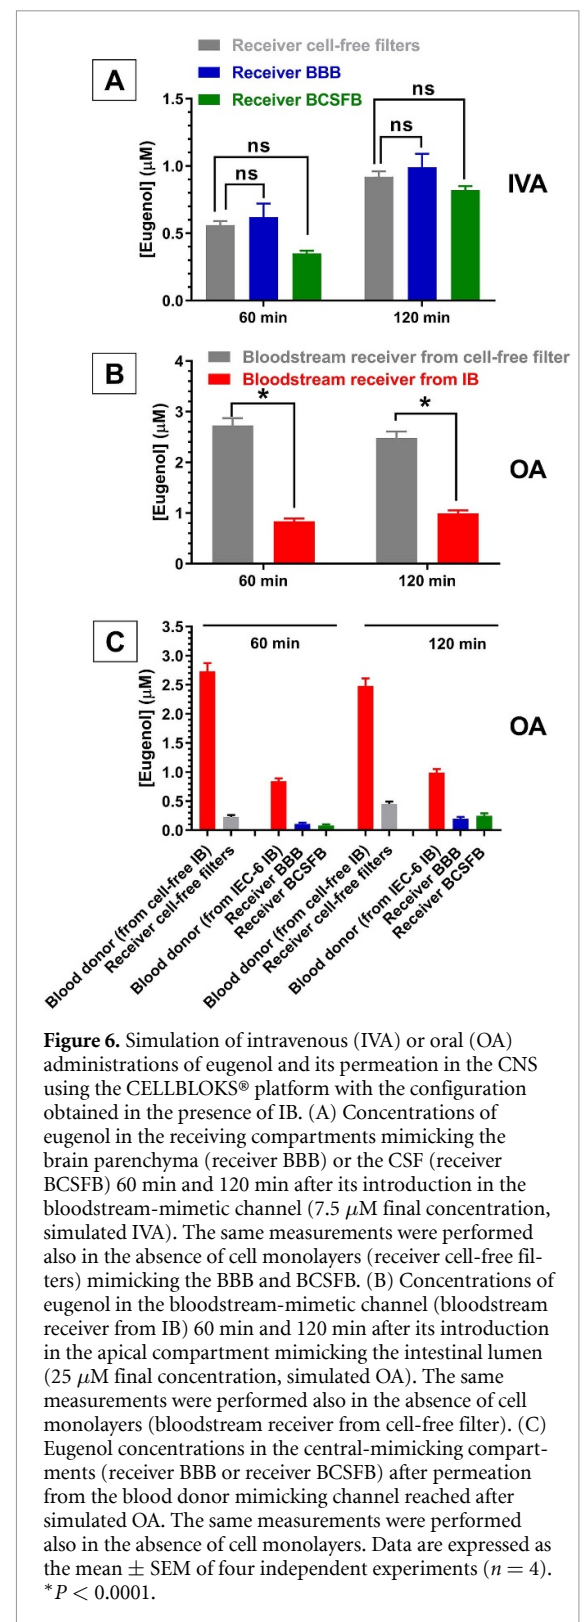 A
Receiver cell-free filters
Receiver BBB
Receiver BCSFB
[Eugenol] (µM)
1.5
1.0
0.5
0.0
ns
ns
ns
ns
60 min
120 min
IVA
B
Bloodstream receiver from cell-free filter
Bloodstream receiver from IB
[Eugenol] (µM)
4
3
2
1
0
*
*
60 min
120 min
OA
C
[Eugenol] (µM)
3.5
3.0
2.5
2.0
1.5
1.0
0.5
0.0
60 min
120 min
OA
Blood donor (from cell-free IB)
Receiver cell-free filters
Blood donor (from IEC-6 IB)
Receiver BBB
Receiver BCSFB
Blood donor (from cell-free IB)
Receiver cell-free filters
Blood donor (from IEC-6 IB)
Receiver BBB
Receiver BCSFB
Figure 6. Simulation of intravenous (IVA) or oral (OA)
administrations of eugenol and its permeation in the CNS
using the CELLBLOKS® platform with the configuration
obtained in the presence of IB. (A) Concentrations of
eugenol in the receiving compartments mimicking the
brain parenchyma (receiver BBB) or the CSF (receiver
BCSFB) 60 min and 120 min after its introduction in the
bloodstream-mimetic channel (7.5 µM final concentration,
simulated IVA). The same measurements were performed
also in the absence of cell monolayers (receiver cell-free fil-
ters) mimicking the BBB and BCSFB. (B) Concentrations of
eugenol in the bloodstream-mimetic channel (bloodstream
receiver from IB) 60 min and 120 min after its introduction
in the apical compartment mimicking the intestinal lumen
(25 µM final concentration, simulated OA). The same
measurements were performed also in the absence of cell
monolayers (bloodstream receiver from cell-free filter). (C)
Eugenol concentrations in the central-mimicking compart-
ments (receiver BBB or receiver BCSFB) after permeation
from the blood donor mimicking channel reached after
simulated OA. The same measurements were performed
also in the absence of cell monolayers. Data are expressed as
the mean ± SEM of four independent experiments (n = 4).
*P < 0.0001.